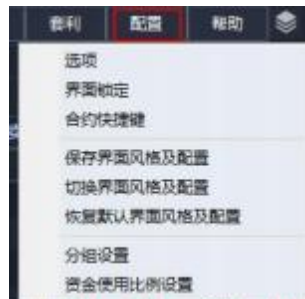 套利 配置 帮助
选项
界面锁定
合约快捷键
保存界面风格及配置
切换界面风格及配置
恢复默认界面风格及配置
分组设置
资金使用比例设置